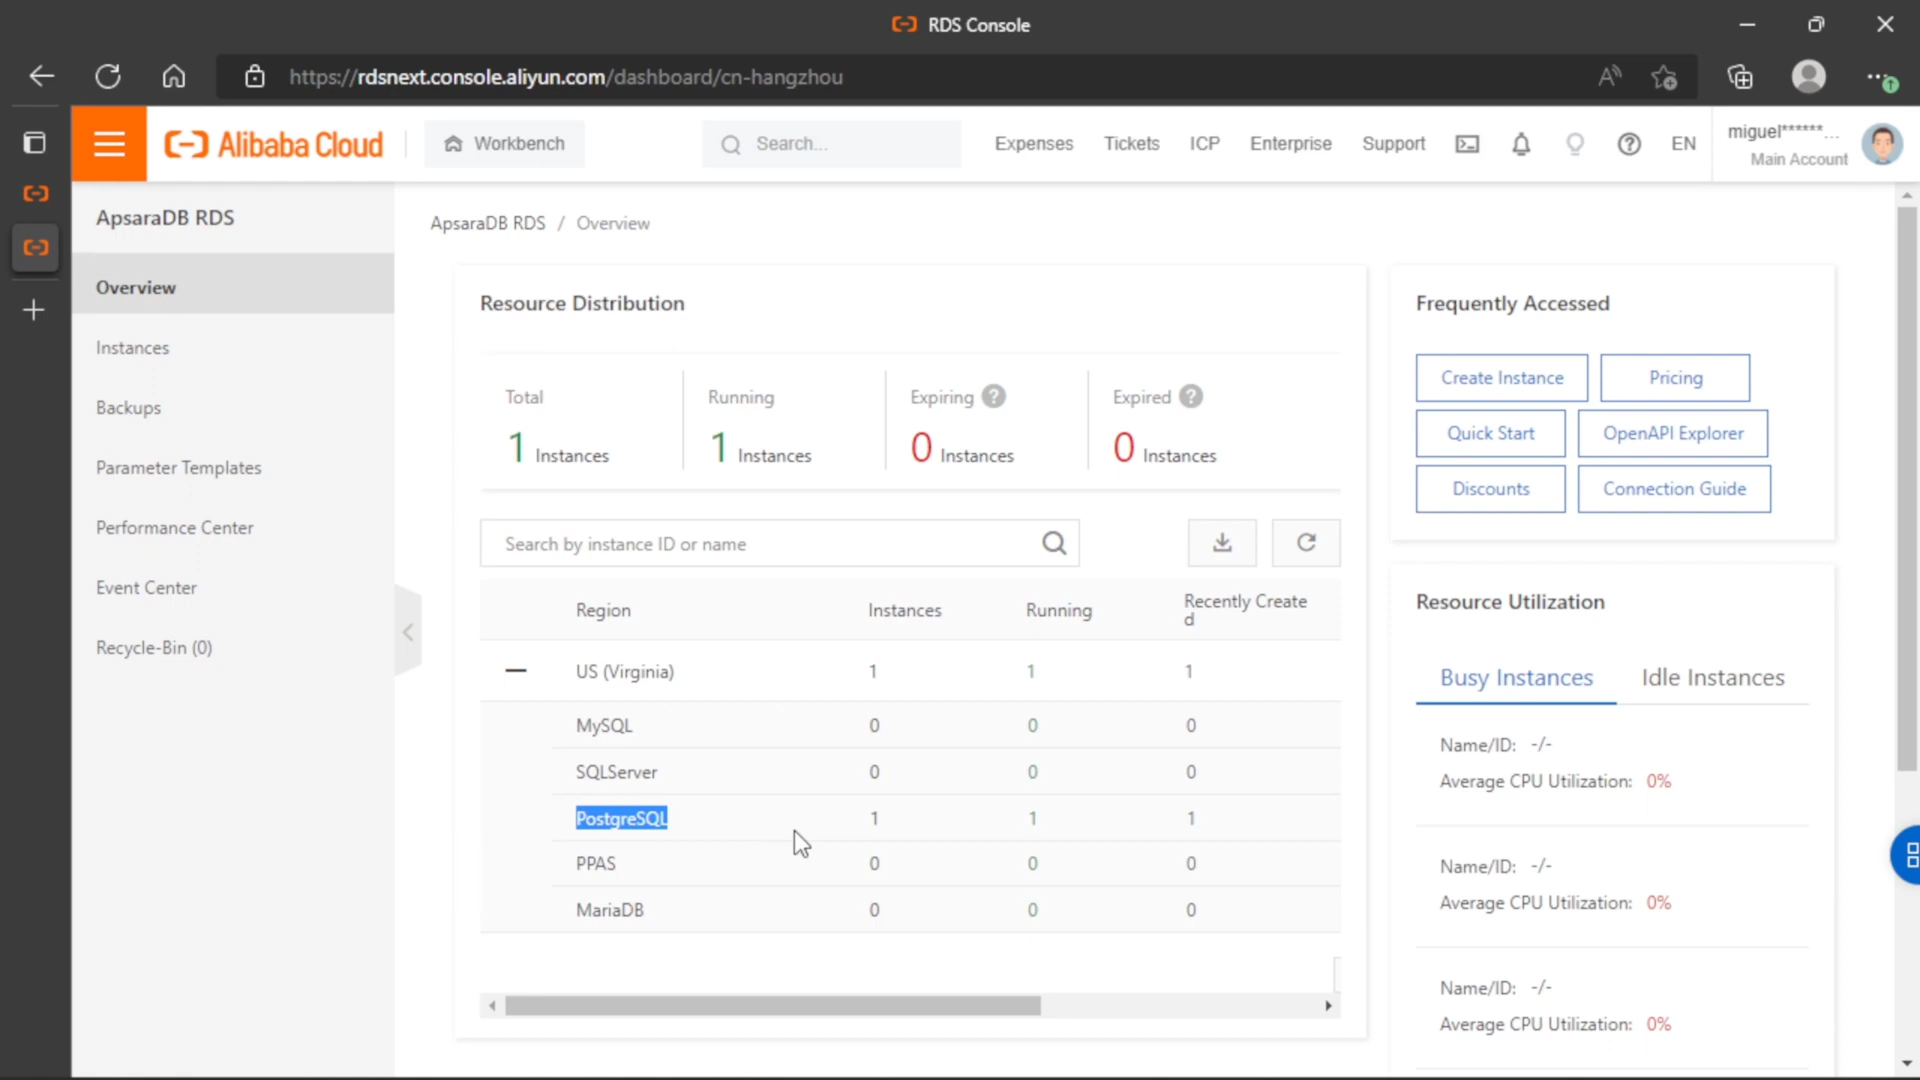 RDS Console
https://rdsnext.console.aliyun.com/dashboard/cn-hangzhou
Alibaba Cloud
Workbench
Search...
Expenses
Tickets
ICP
Enterprise
Support
EN
miguel******...
Main Account
ApsaraDB RDS
Overview
Instances
Backups
Parameter Templates
Performance Center
Event Center
Recycle-Bin (0)
ApsaraDB RDS / Overview
Resource Distribution
Total
1 Instances
Running
1 Instances
Expiring ?
0 Instances
Expired ?
0 Instances
Search by instance ID or name
Region Instances Running Recently Create
d
US (Virginia) 1 1 1
MySQL 0 0 0
SQLServer 0 0 0
PostgreSQL 1 1 1
PPAS 0 0 0
MariaDB 0 0 0
Frequently Accessed
Create Instance
Pricing
Quick Start
OpenAPI Explorer
Discounts
Connection Guide
Resource Utilization
Busy Instances
Idle Instances
Name/ID: -/-
Average CPU Utilization: 0%
Name/ID: -/-
Average CPU Utilization: 0%
Name/ID: -/-
Average CPU Utilization: 0%